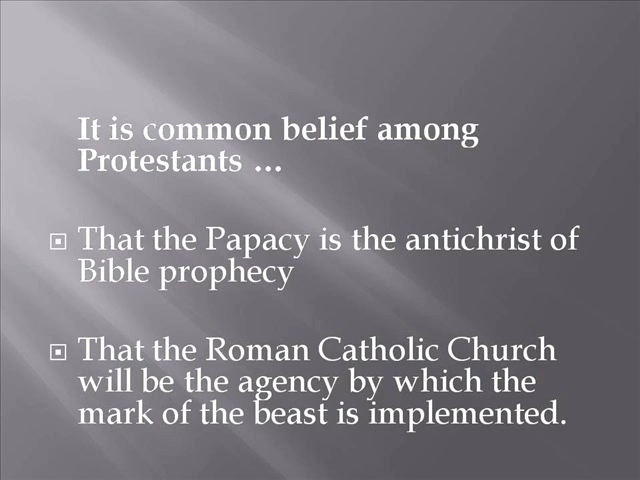 It is common belief among
Protestants …
That the Papacy is the antichrist of
Bible prophecy
That the Roman Catholic Church
will be the agency by which the
mark of the beast is implemented.